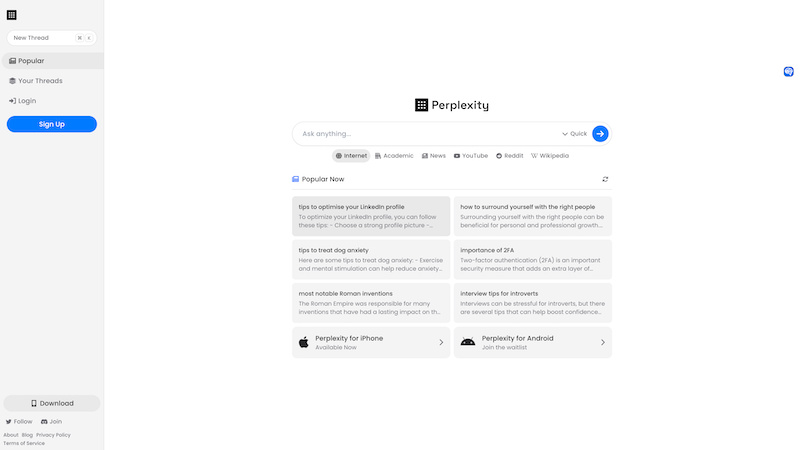 New Thread ⌘ K
Popular
Your Threads
Login
Sign Up
Perplexity
Ask anything...
Quick
Internet Academic News YouTube Reddit Wikipedia
Popular Now
tips to optimise your LinkedIn profile
To optimize your LinkedIn profile, you can follow
these tips: - Choose a strong profile picture -...
how to surround yourself with the right people
Surrounding yourself with the right people can be
beneficial for personal and professional growth...
tips to treat dog anxiety
Here are some tips to treat dog anxiety: - Exercise
and mental stimulation can help reduce anxiety...
importance of 2FA
Two-factor authentication (2FA) is an important
security measure that adds an extra layer of...
most notable Roman inventions
The Roman Empire was responsible for many
inventions that have had a lasting impact on th...
interview tips for introverts
Interviews can be stressful for introverts, but there
are several tips that can help boost confidence...
Perplexity for iPhone
Available Now
Perplexity for Android
Join the waitlist
Download
Follow Join
About Blog Privacy Policy
Terms of Service